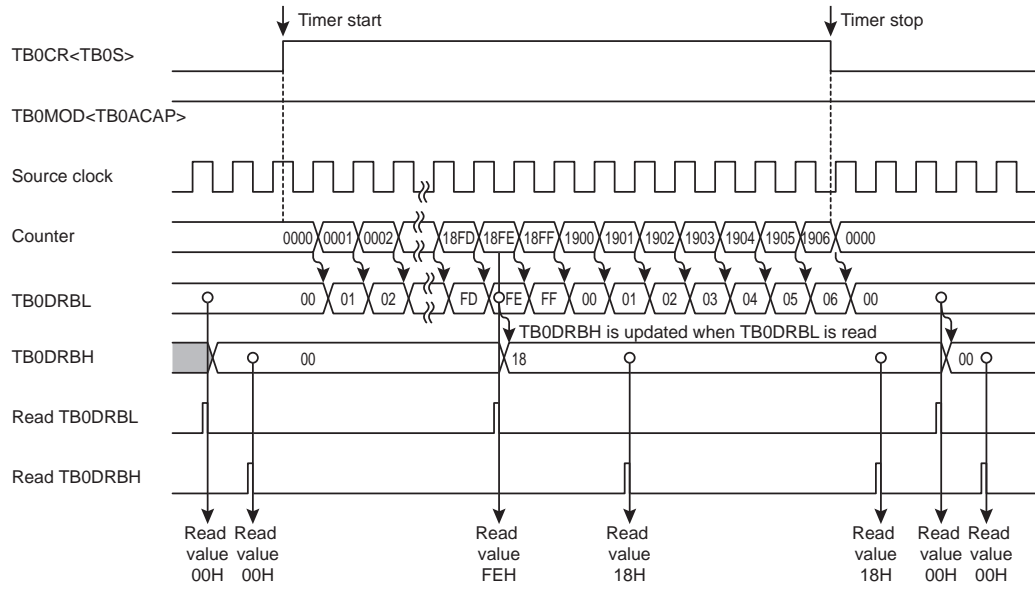 Timer start Timer stop
TB0CR<TB0S>
TB0MOD<TB0ACAP>
Source clock
Counter 0000 0001 0002 18FD 18FE 18FF 1900 1901 1902 1903 1904 1905 1906 0000
TB0DRBL 00 01 02 FD FE FF 00 01 02 03 04 05 06 00
TB0DRBH is updated when TB0DRBL is read
TB0DRBH 00 18 00
Read TB0DRBL
Read TB0DRBH
Read Read Read Read Read Read Read
value value value value value value value
00H 00H FEH 18H 18H 00H 00H